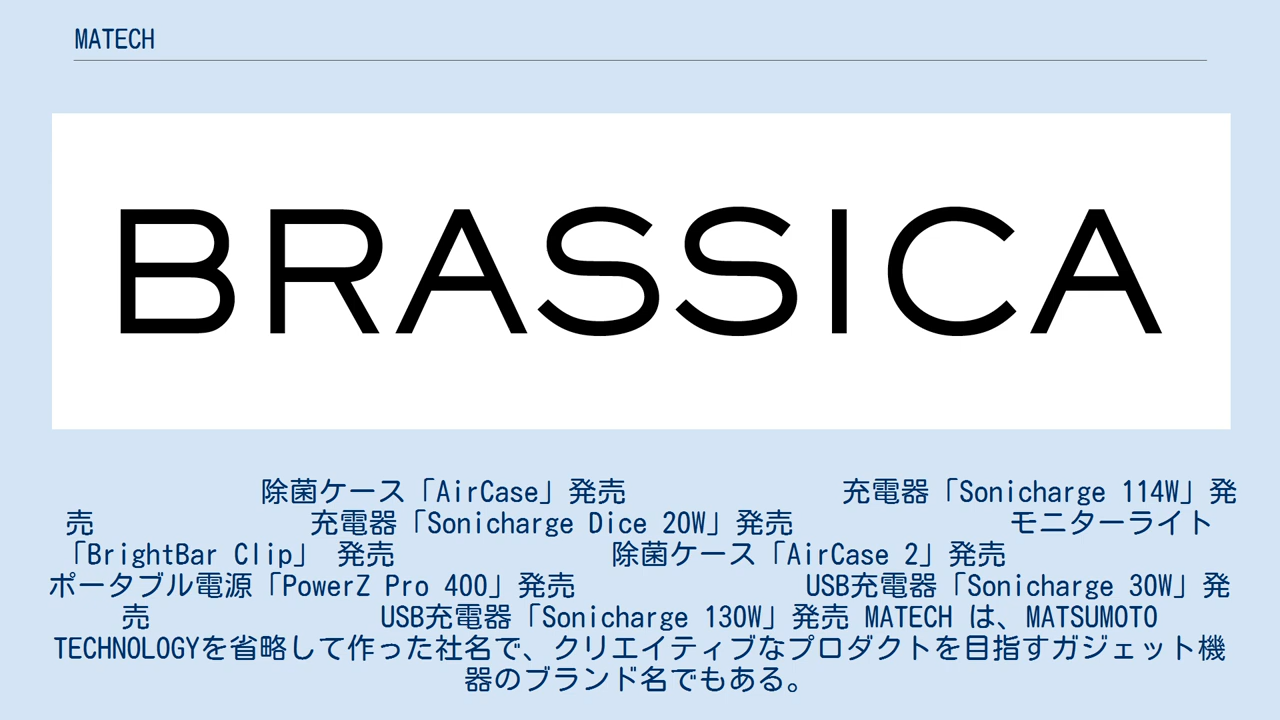 MATECH
BRASSICA
除菌ケース「AirCase」発売 充電器「Sonicharge 114W」発
売 充電器「Sonicharge Dice 20W」発売 モニターライト
「BrightBar Clip」 発売 除菌ケース「AirCase 2」発売
ポータブル電源「PowerZ Pro 400」発売 USB充電器「Sonicharge 30W」発
売 USB充電器「Sonicharge 130W」発売 MATECH は、MATSUMOTO
TECHNOLOGYを省略して作った社名で、クリエイティブなプロダクトを目指すガジェット機
器のブランド名でもある。